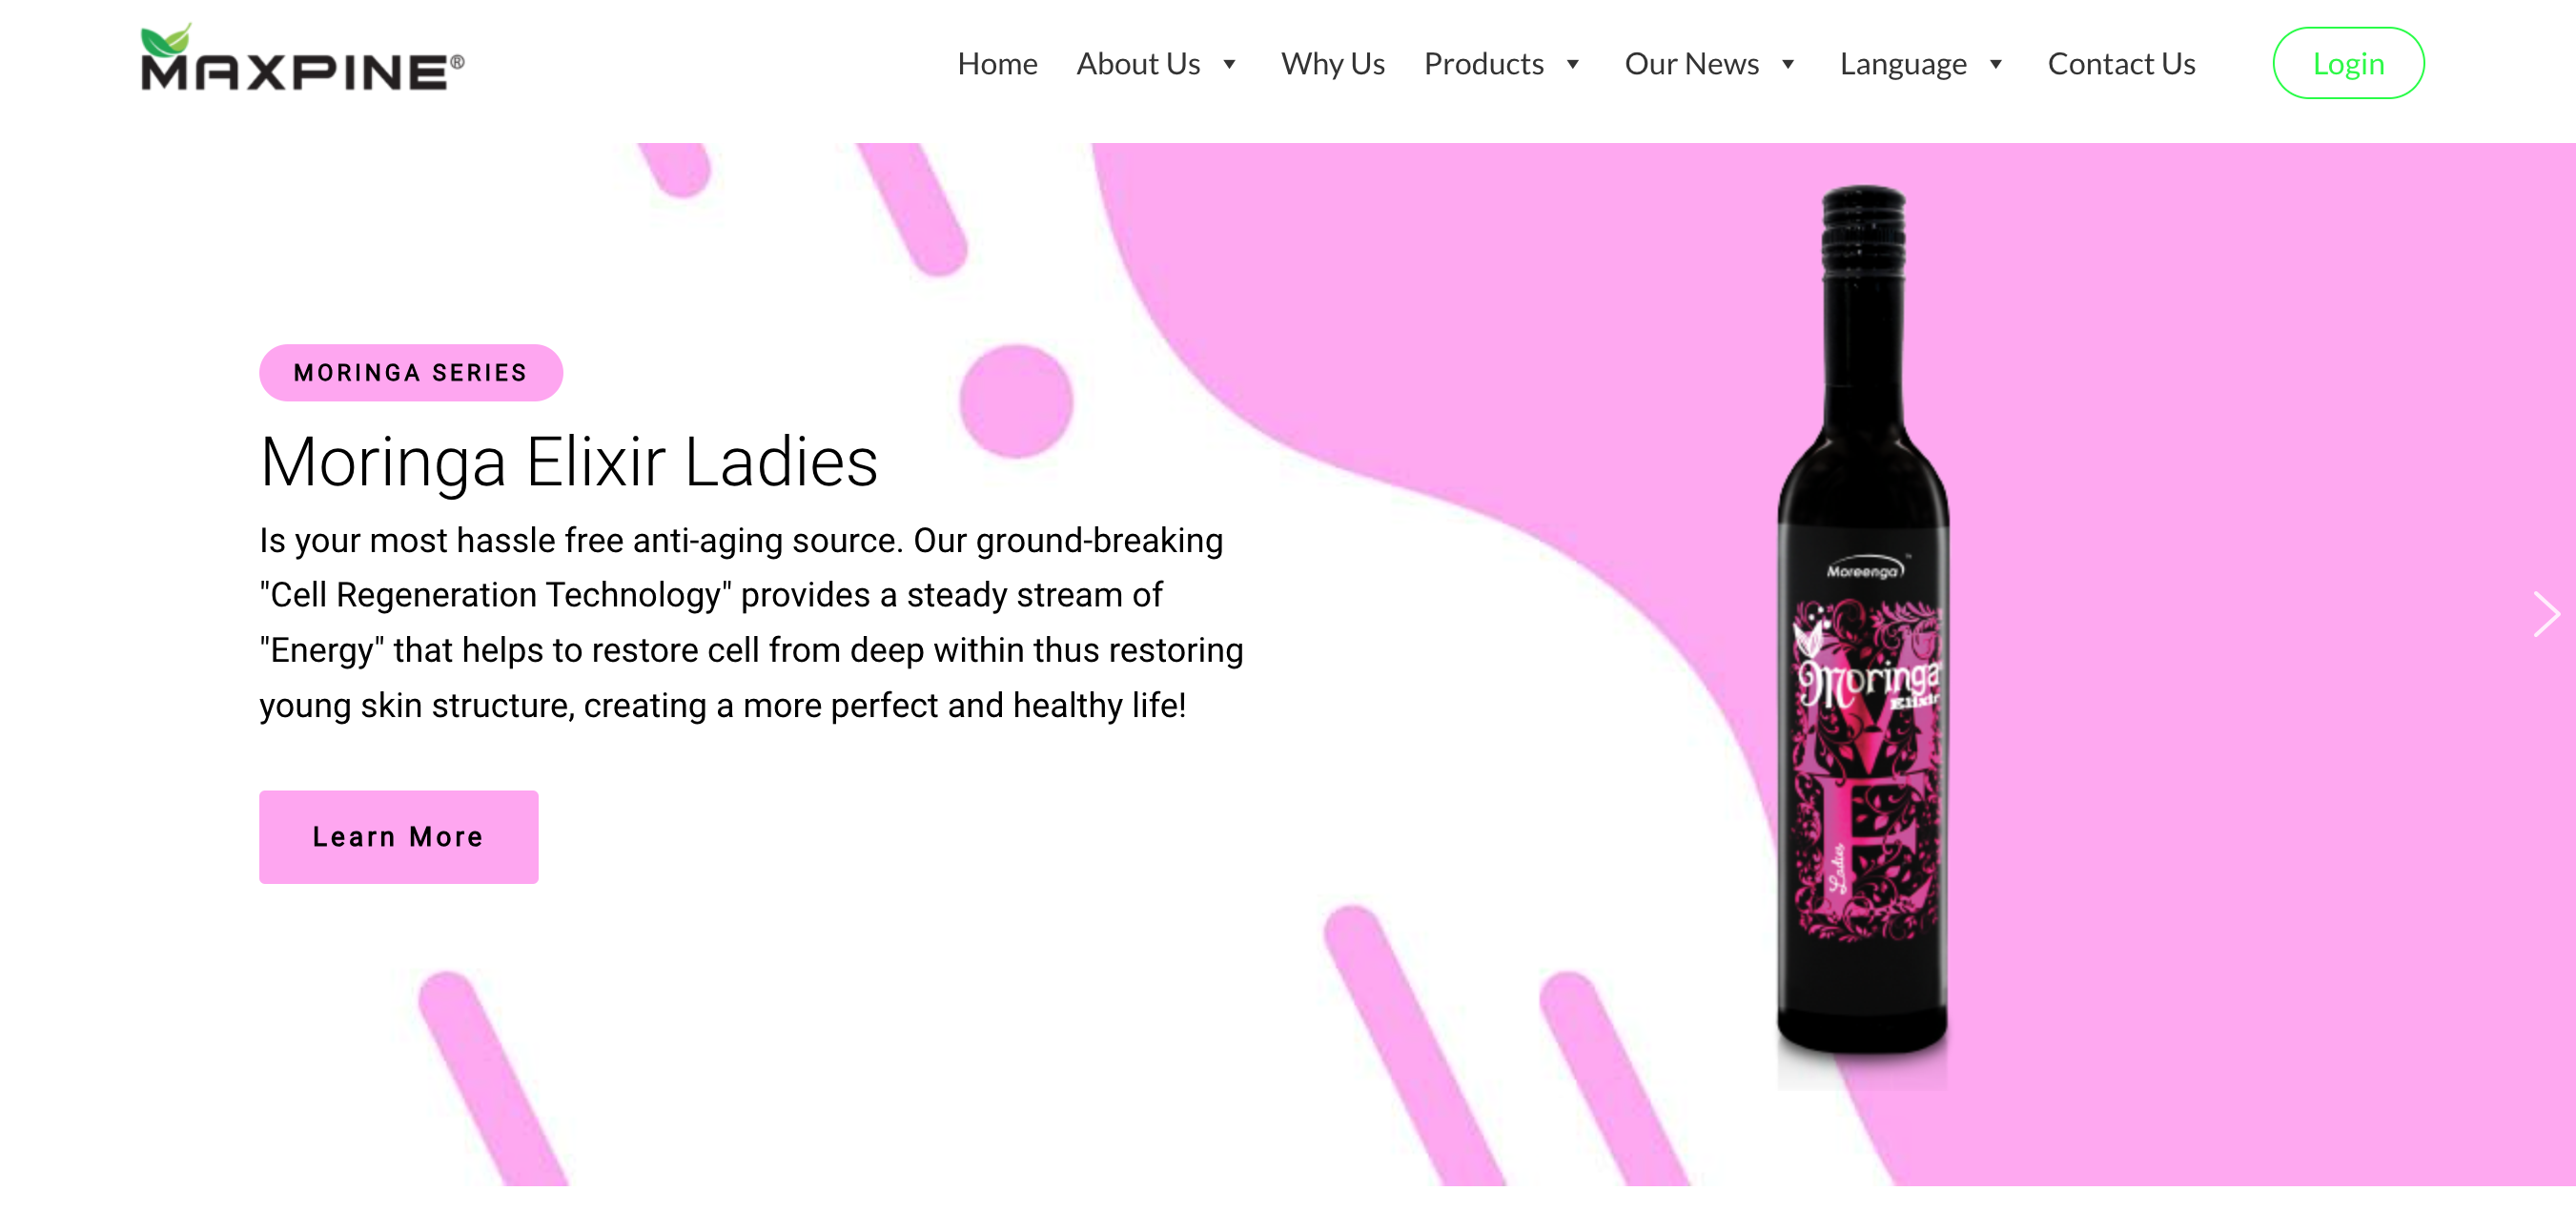 MAXPINE®
Home About Us Why Us Products Our News Language Contact Us Login
MORINGA SERIES
Moringa Elixir Ladies
Is your most hassle free anti-aging source. Our ground-breaking
"Cell Regeneration Technology" provides a steady stream of
"Energy" that helps to restore cell from deep within thus restoring
young skin structure, creating a more perfect and healthy life!
Learn More
Moreenga
Moringa
Elixir
ME
Ladies